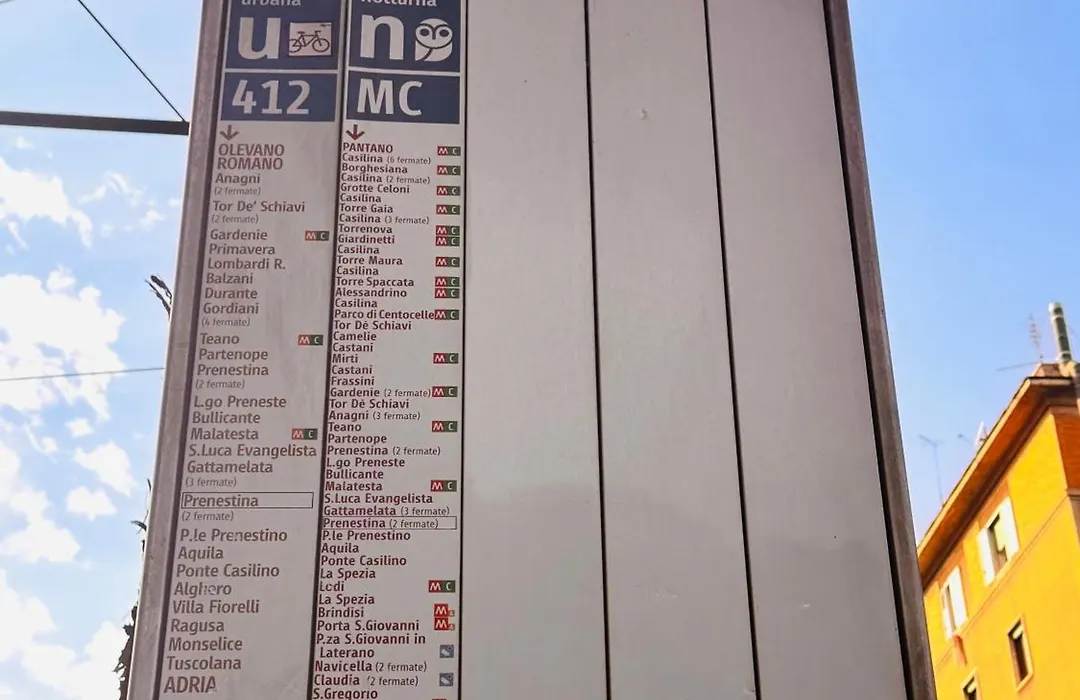 urbana
u
412
OLEVANO
ROMANO
Anagni
(2 fermate)
Tor De' Schiavi
(2 fermate)
Gardenie M C
Primavera
Lombardi R.
Balzani
Durante
Gordiani
(4 fermate)
Teano M C
Partenope
Prenestina
(2 fermate)
L.go Preneste
Bullicante
Malatesta M C
S.Luca Evangelista
Gattamelata
(3 fermate)
Prenestina
(2 fermate)
P.le Prenestino
Aquila
Ponte Casilino
Alghero
Villa Fiorelli
Ragusa
Monselice
Tuscolana
ADRIA
notturna
n
MC
PANTANO M C
Casilina (6 fermate)
Borghesiana M C
Casilina (2 fermate)
Grotte Celoni M C
Casilina
Torre Gaia M C
Casilina (3 fermate)
Torrenova M C
Giardinetti M C
Casilina
Torre Maura M C
Casilina
Torre Spaccata M C
Alessandrino M C
Casilina
Parco di Centocelle M C
Tor Dè Schiavi
Camelie
Castani
Mirti M C
Castani
Frassini
Gardenie (2 fermate) M C
Tor Dè Schiavi
Anagni (3 fermate)
Teano M C
Partenope
Prenestina (2 fermate)
L.go Preneste
Bullicante
Malatesta M C
S.Luca Evangelista
Gattamelata (3 fermate)
Prenestina (2 fermate)
P.le Prenestino
Aquila
Ponte Casilino
La Spezia
Lodi M C
La Spezia
Brindisi M A
Porta S.Giovanni M A
P.za S.Giovanni in
Laterano
Navicella (2 fermate)
Claudia (2 fermate)
S.Gregorio